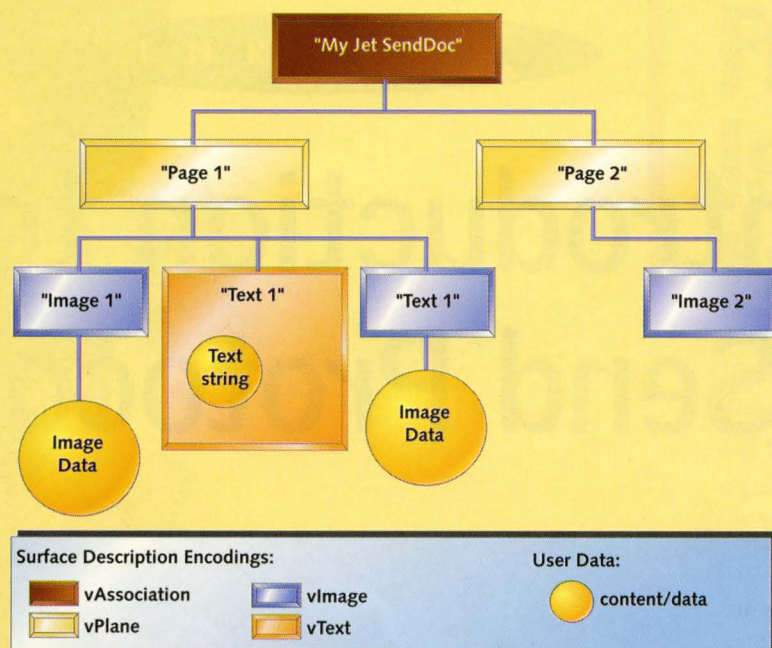 "My Jet SendDoc"
"Page 1"
"Page 2"
"Image 1"
"Text 1"
"Text 1"
"Image 2"
Text
string
Image
Data
Image
Data
Surface Description Encodings:
User Data:
vAssociation
vImage
content/data
vPlane
vText